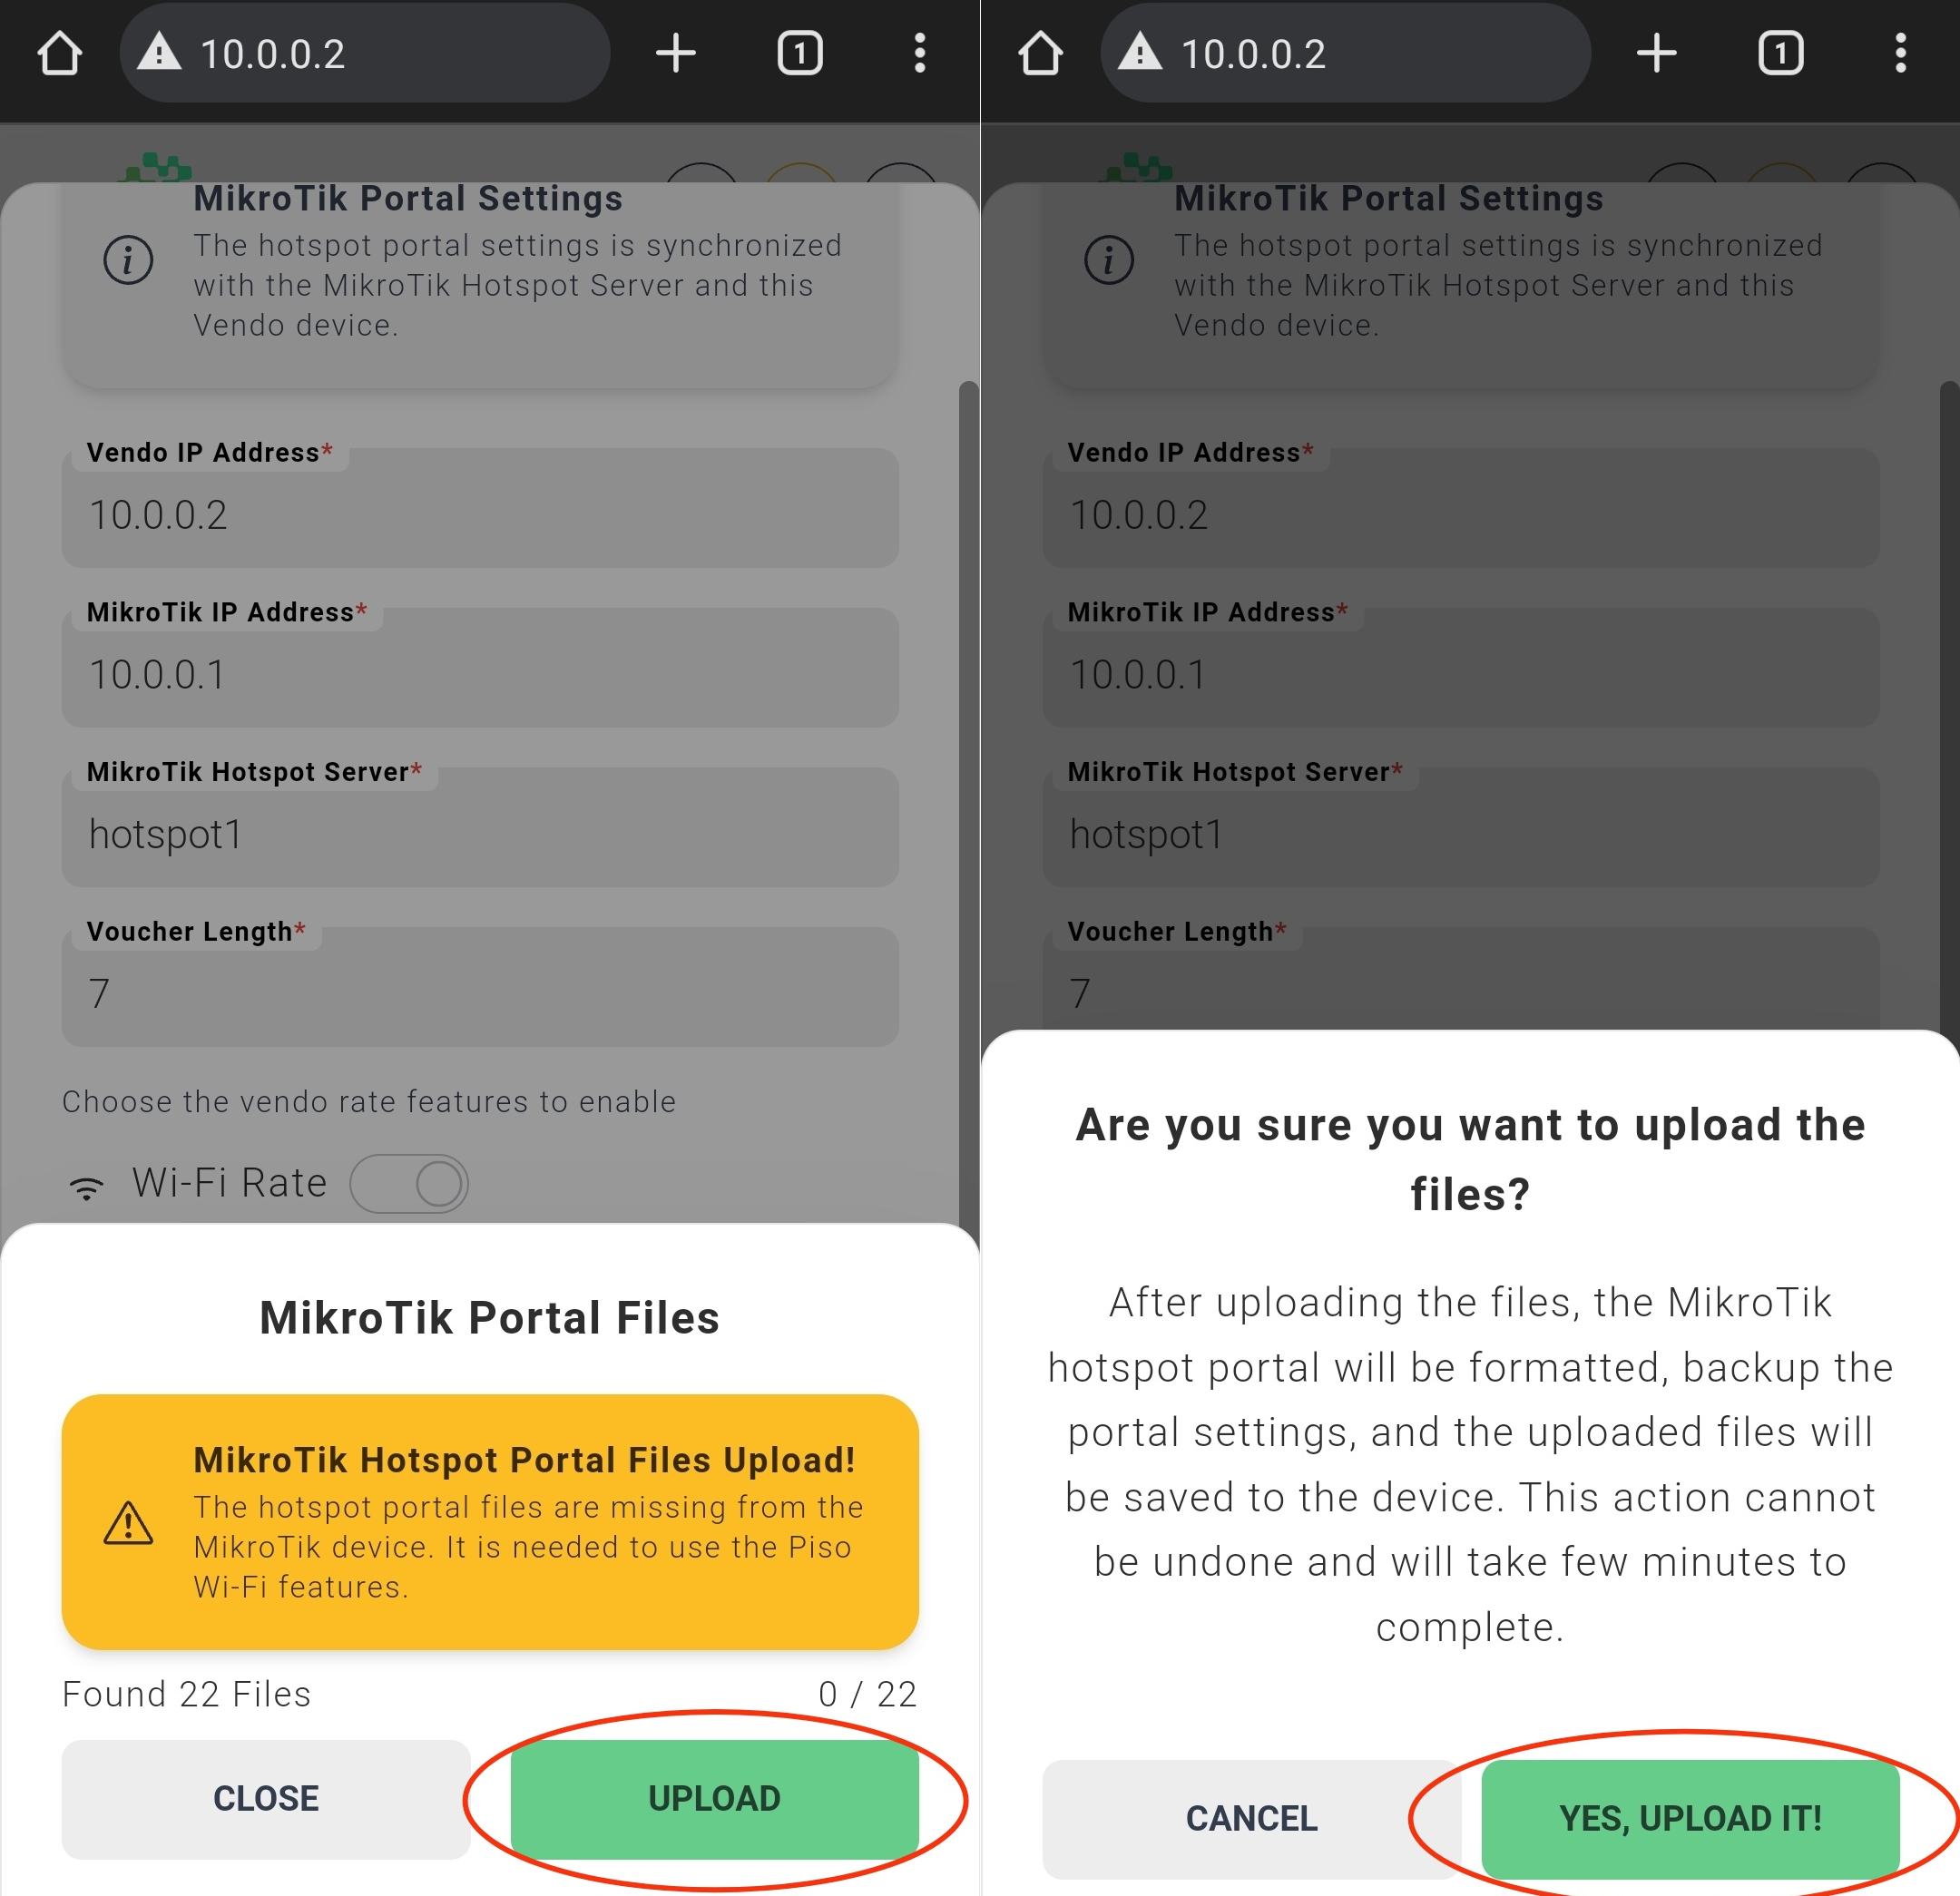 10.0.0.2
1
MikroTik Portal Settings
The hotspot portal settings is synchronized
with the MikroTik Hotspot Server and this
Vendo device.
Vendo IP Address*
10.0.0.2
MikroTik IP Address*
10.0.0.1
MikroTik Hotspot Server*
hotspot1
Voucher Length*
7
Choose the vendo rate features to enable
Wi-Fi Rate
MikroTik Portal Files
MikroTik Hotspot Portal Files Upload!
The hotspot portal files are missing from the
MikroTik device. It is needed to use the Piso
Wi-Fi features.
Found 22 Files
0 / 22
CLOSE
UPLOAD
10.0.0.2
1
MikroTik Portal Settings
The hotspot portal settings is synchronized
with the MikroTik Hotspot Server and this
Vendo device.
Vendo IP Address*
10.0.0.2
MikroTik IP Address*
10.0.0.1
MikroTik Hotspot Server*
hotspot1
Voucher Length*
7
Are you sure you want to upload the
files?
After uploading the files, the MikroTik
hotspot portal will be formatted, backup the
portal settings, and the uploaded files will
be saved to the device. This action cannot
be undone and will take few minutes to
complete.
CANCEL
YES, UPLOAD IT!